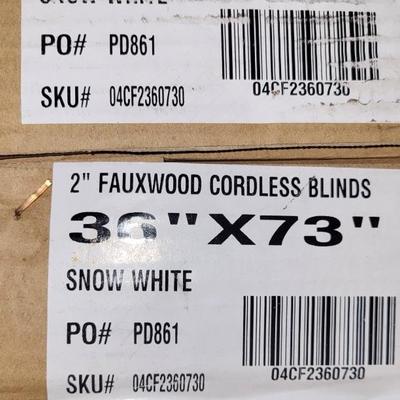 PO# PD861
SKU# 04CF2360730
04CF2360730
2" FAUXWOOD CORDLESS BLINDS
36"X73"
SNOW WHITE
PO# PD861
SKU# 04CF2360730
04CF2360730